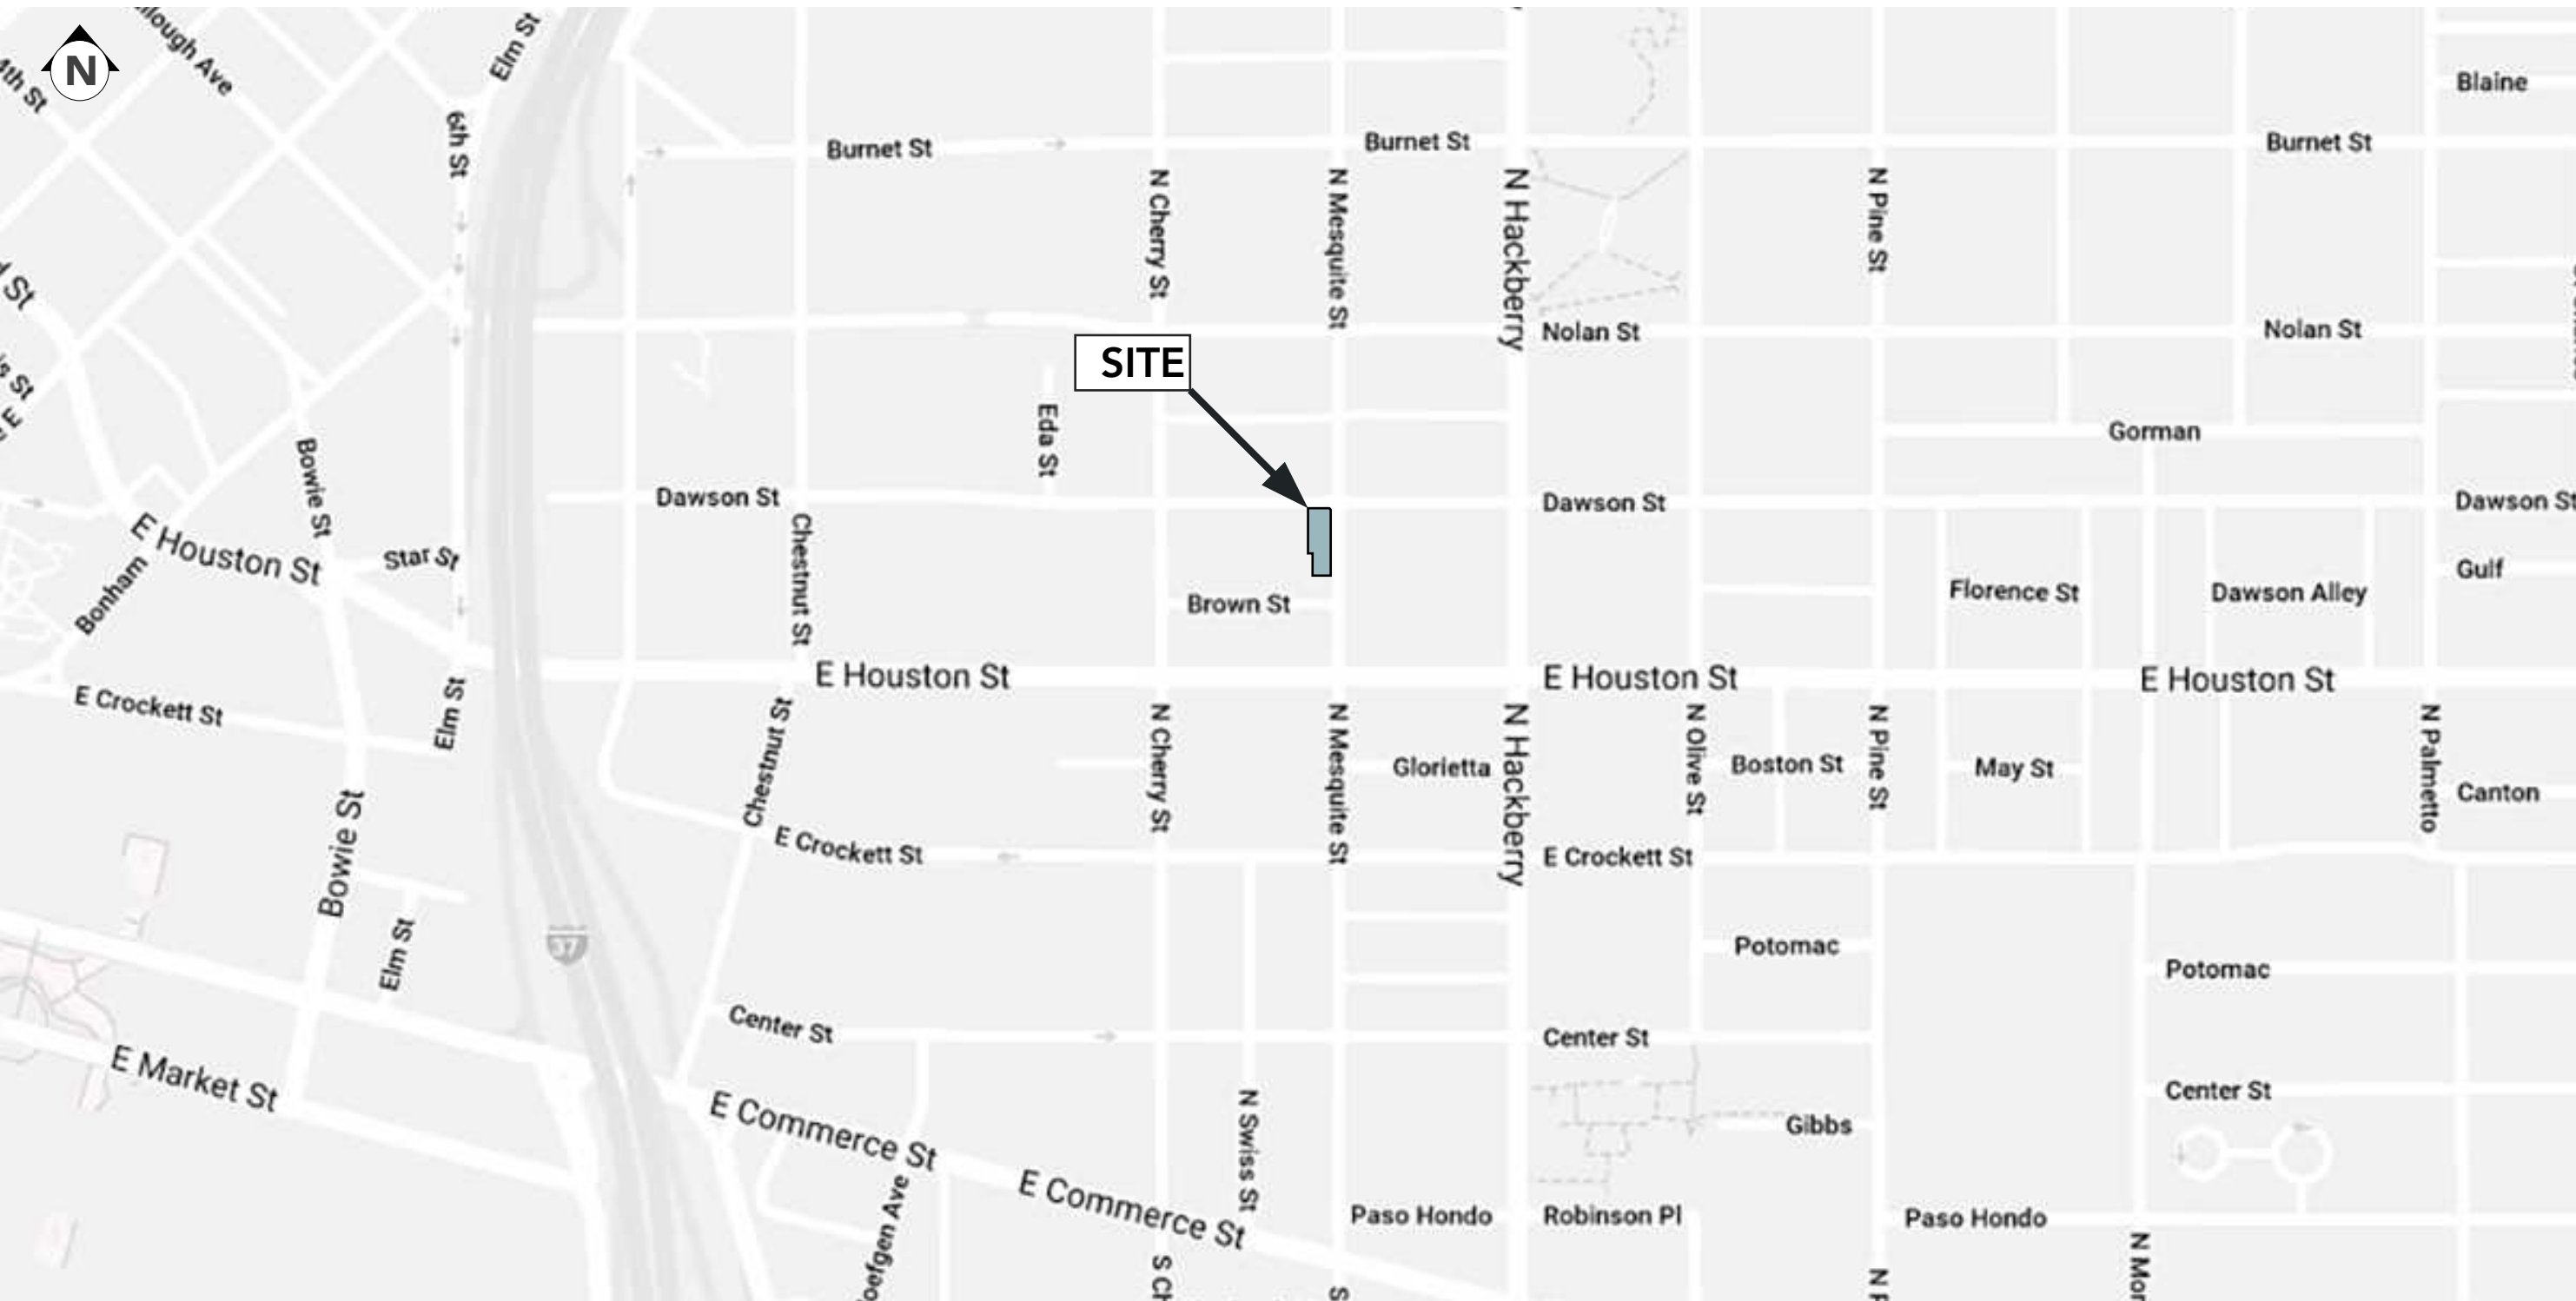 N
Elm St
4th St
6th St
Blaine
Burnet St
Burnet St
Burnet St
N Cherry St
N Mesquite St
N Hackberry
N Pine St
St
St
E
Nolan St
Nolan St
SITE
Eda St
Gorman
Bowie St
Dawson St
Dawson St
Dawson St
E Houston St
Star St
Bonham
Chestnut St
Brown St
Florence St
Dawson Alley
Gulf
E Houston St
E Houston St
E Houston St
E Crockett St
Elm St
Chestnut St
N Cherry St
N Mesquite St
Glorietta
N Hackberry
N Olive St
Boston St
N Pine St
May St
N Palmetto
Canton
Bowie St
E Crockett St
E Crockett St
Elm St
37
Potomac
Potomac
Center St
Center St
Center St
E Market St
E Commerce St
N Swiss St
Gibbs
E Commerce St
Paso Hondo
Robinson Pl
Paso Hondo